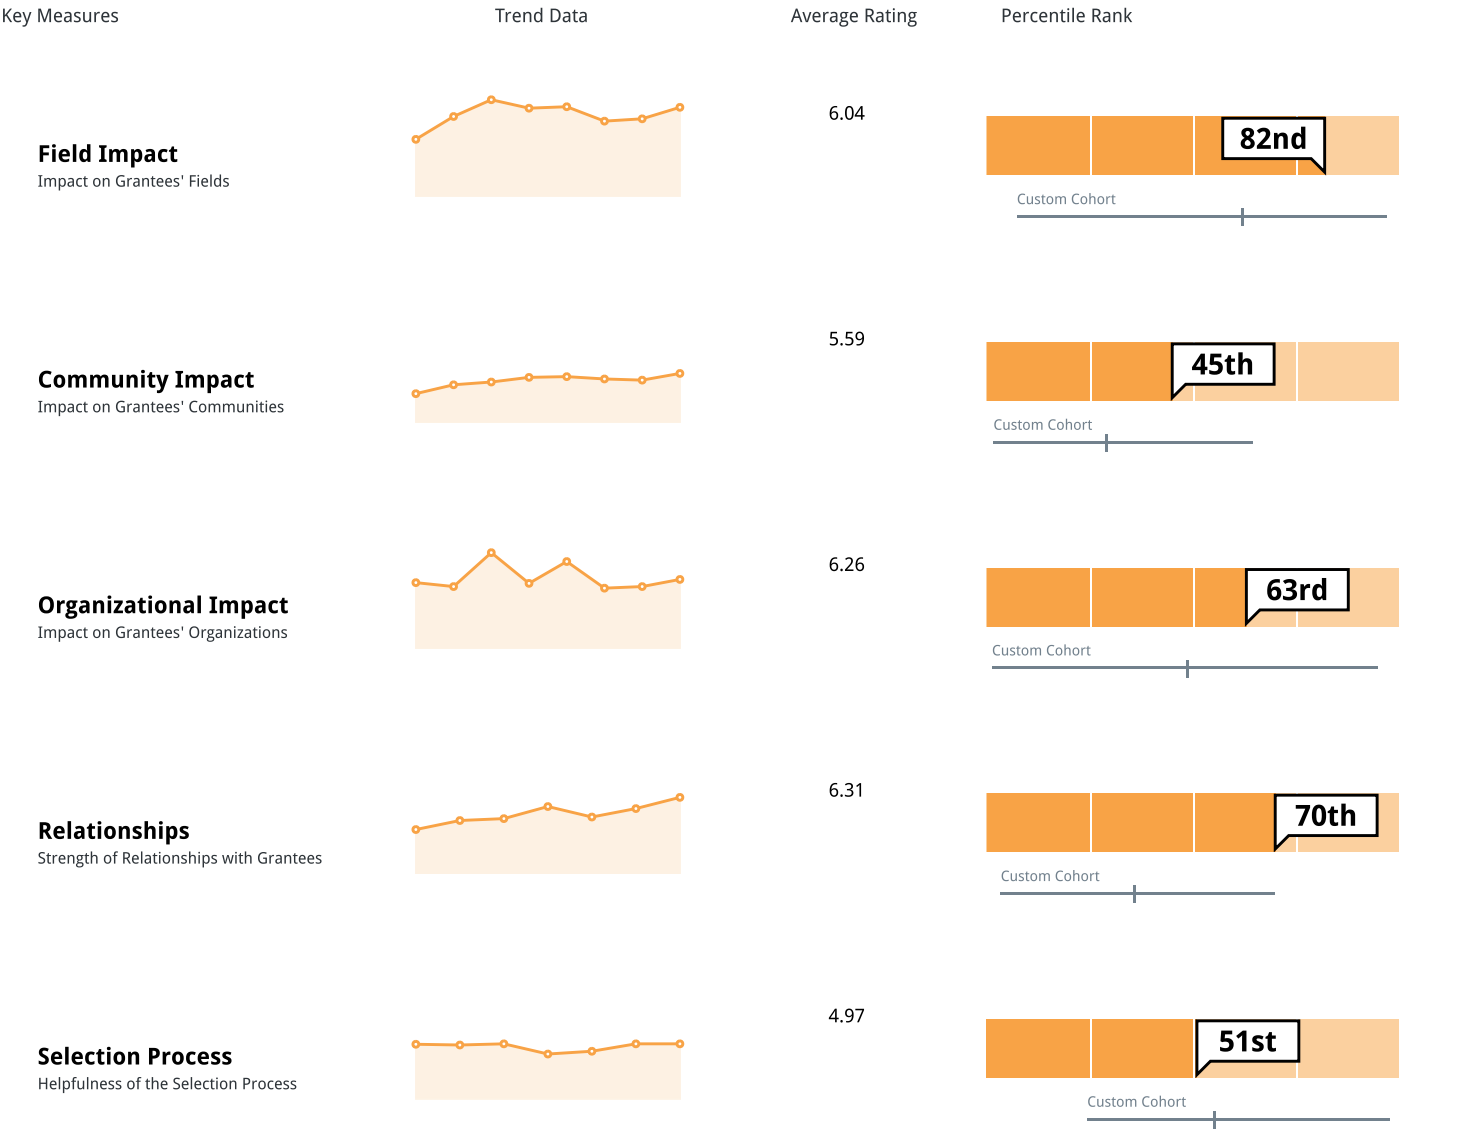 Key Measures
Trend Data
Average Rating
Percentile Rank
Field Impact
Impact on Grantees' Fields
6.04
82nd
Custom Cohort
Community Impact
Impact on Grantees' Communities
5.59
45th
Custom Cohort
Organizational Impact
Impact on Grantees' Organizations
6.26
63rd
Custom Cohort
Relationships
Strength of Relationships with Grantees
6.31
70th
Custom Cohort
Selection Process
Helpfulness of the Selection Process
4.97
51st
Custom Cohort